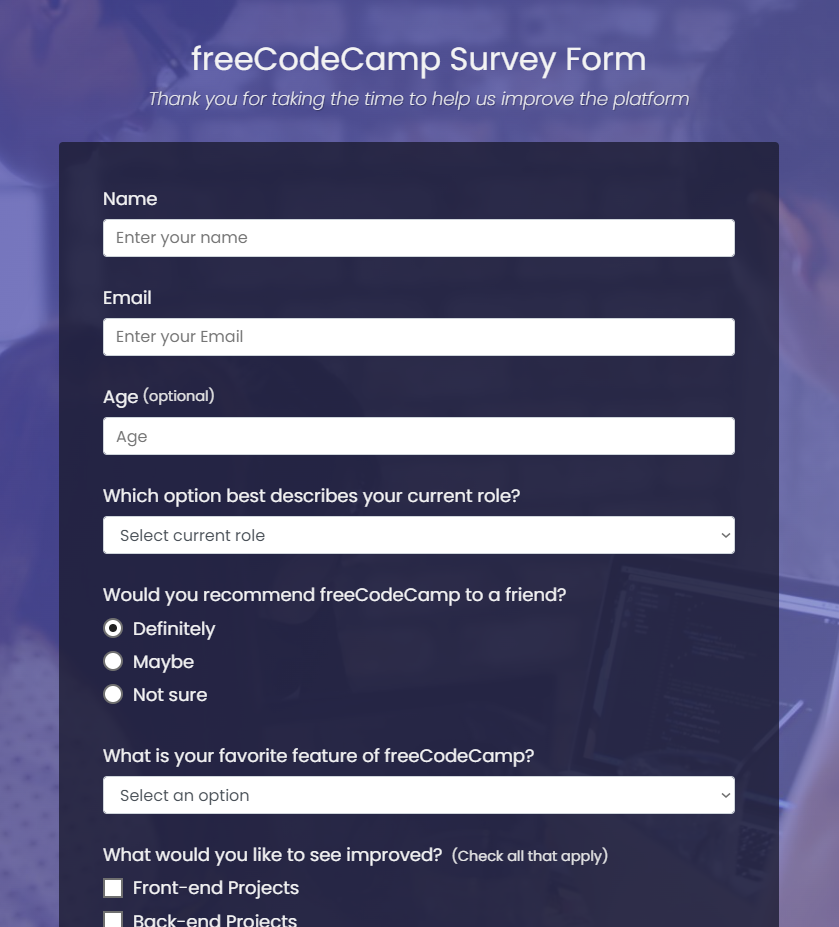 freeCodeCamp Survey Form
Thank you for taking the time to help us improve the platform
Name
Enter your name
Email
Enter your Email
Age (optional)
Age
Which option best describes your current role?
Select current role
Would you recommend freeCodeCamp to a friend?
Definitely
Maybe
Not sure
What is your favorite feature of freeCodeCamp?
Select an option
What would you like to see improved? (Check all that apply)
Front-end Projects
Back-end Projects